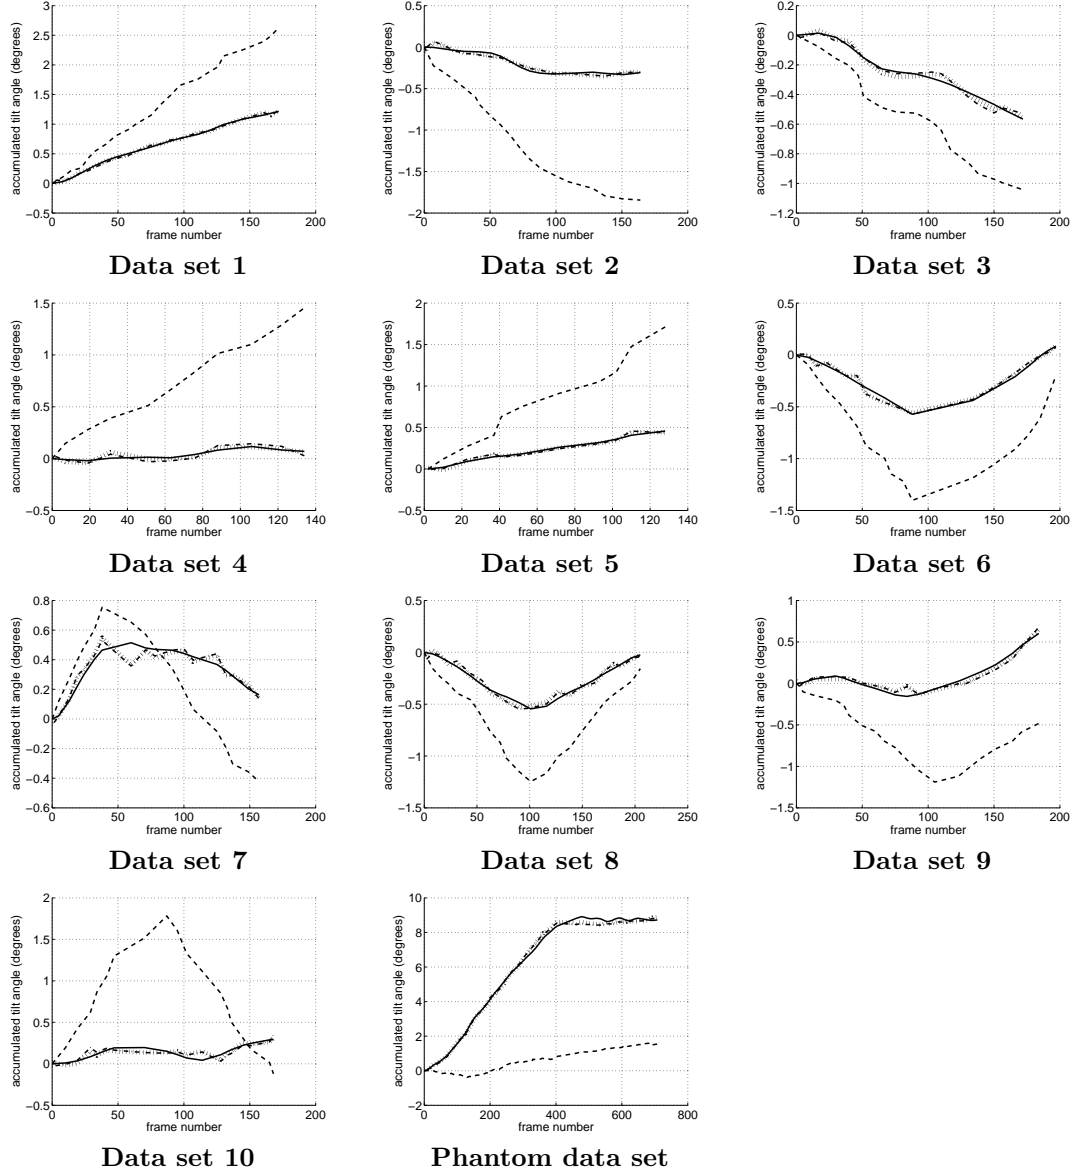 accumulated tilt angle (degrees)
3
2.5
2
1.5
1
0.5
0
−0.5
0 50 100 150 200
frame number
Data set 1
accumulated tilt angle (degrees)
0.5
0
−0.5
−1
−1.5
−2
0 50 100 150 200
frame number
Data set 2
accumulated tilt angle (degrees)
0.2
0
−0.2
−0.4
−0.6
−0.8
−1
−1.2
0 50 100 150 200
frame number
Data set 3
accumulated tilt angle (degrees)
1.5
1
0.5
0
−0.5
0 20 40 60 80 100 120 140
frame number
Data set 4
accumulated tilt angle (degrees)
2
1.5
1
0.5
0
−0.5
0 20 40 60 80 100 120 140
frame number
Data set 5
accumulated tilt angle (degrees)
0.5
0
−0.5
−1
−1.5
0 50 100 150 200
frame number
Data set 6
accumulated tilt angle (degrees)
0.8
0.6
0.4
0.2
0
−0.2
−0.4
−0.6
0 50 100 150 200
frame number
Data set 7
accumulated tilt angle (degrees)
0.5
0
−0.5
−1
−1.5
0 50 100 150 200 250
frame number
Data set 8
accumulated tilt angle (degrees)
1
0.5
0
−0.5
−1
−1.5
0 50 100 150 200
frame number
Data set 9
accumulated tilt angle (degrees)
2
1.5
1
0.5
0
−0.5
0 50 100 150 200
frame number
Data set 10
accumulated tilt angle (degrees)
10
8
6
4
2
0
−2
0 200 400 600 800
frame number
Phantom data set